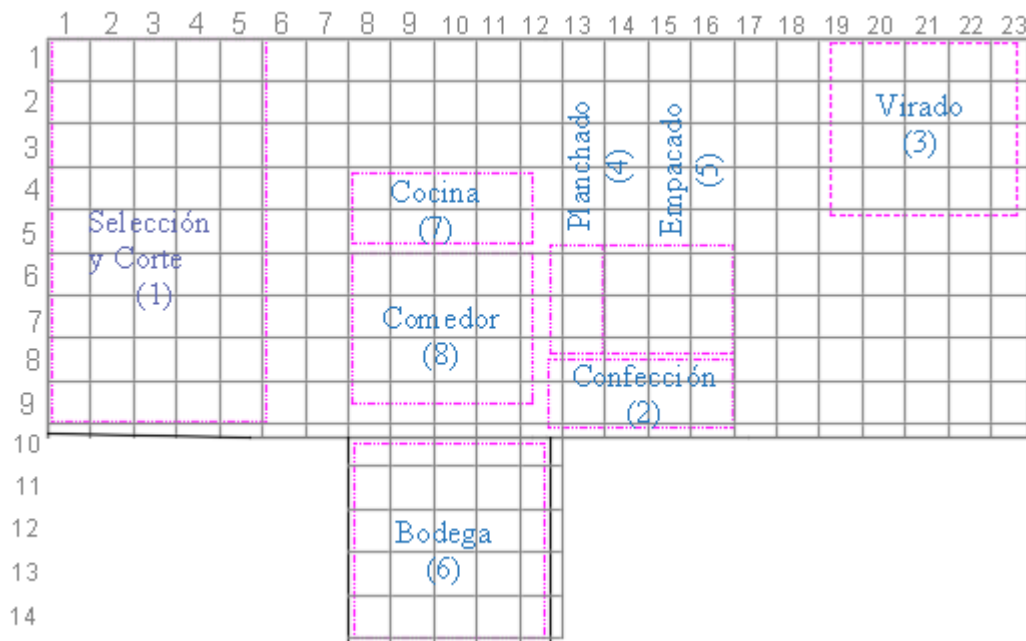 1 2 3 4 5 6 7 8 9 10 11 12 13 14 15 16 17 18 19 20 21 22 23
1
2
3
4
5
6
7
8
9
10
11
12
13
14
Selección
y Corte
(1)
Cocina
(7)
Comedor
(8)
Planchado
(4)
Empacado
(5)
Confección
(2)
Virado
(3)
Bodega
(6)